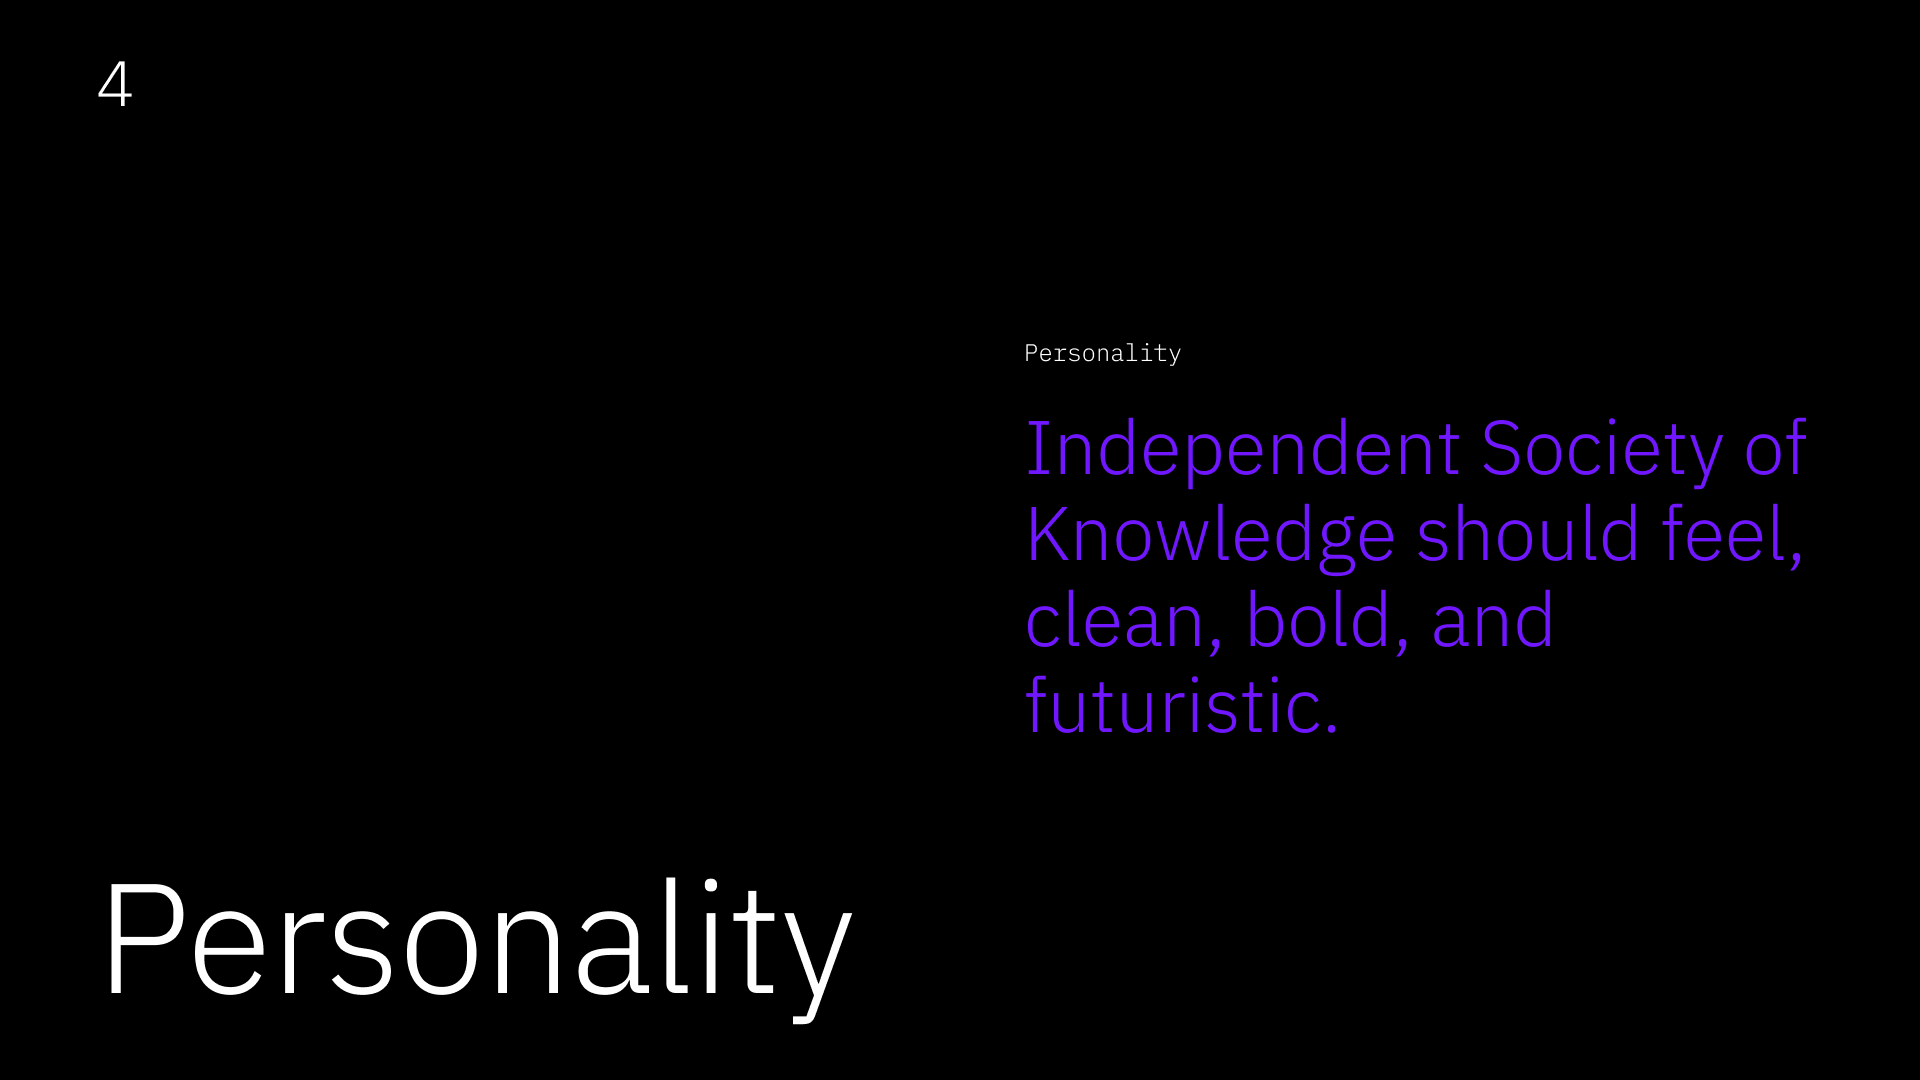 4
Personality
Independent Society of
Knowledge should feel,
clean, bold, and
futuristic.
Personality